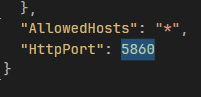 },
"AllowedHosts": "*",
"HttpPort": 5860
}